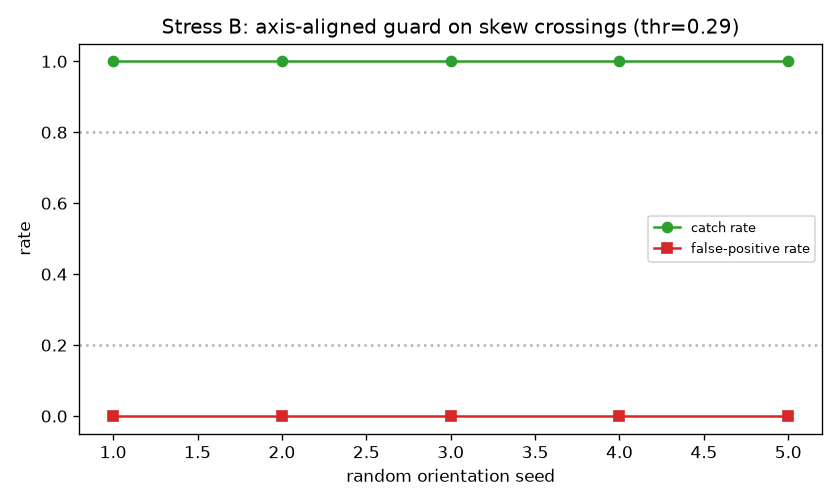 Stress B: axis-aligned guard on skew crossings (thr=0.29)
1.0
0.8
0.6
0.4
0.2
0.0
rate
catch rate
false-positive rate
1.0 1.5 2.0 2.5 3.0 3.5 4.0 4.5 5.0
random orientation seed